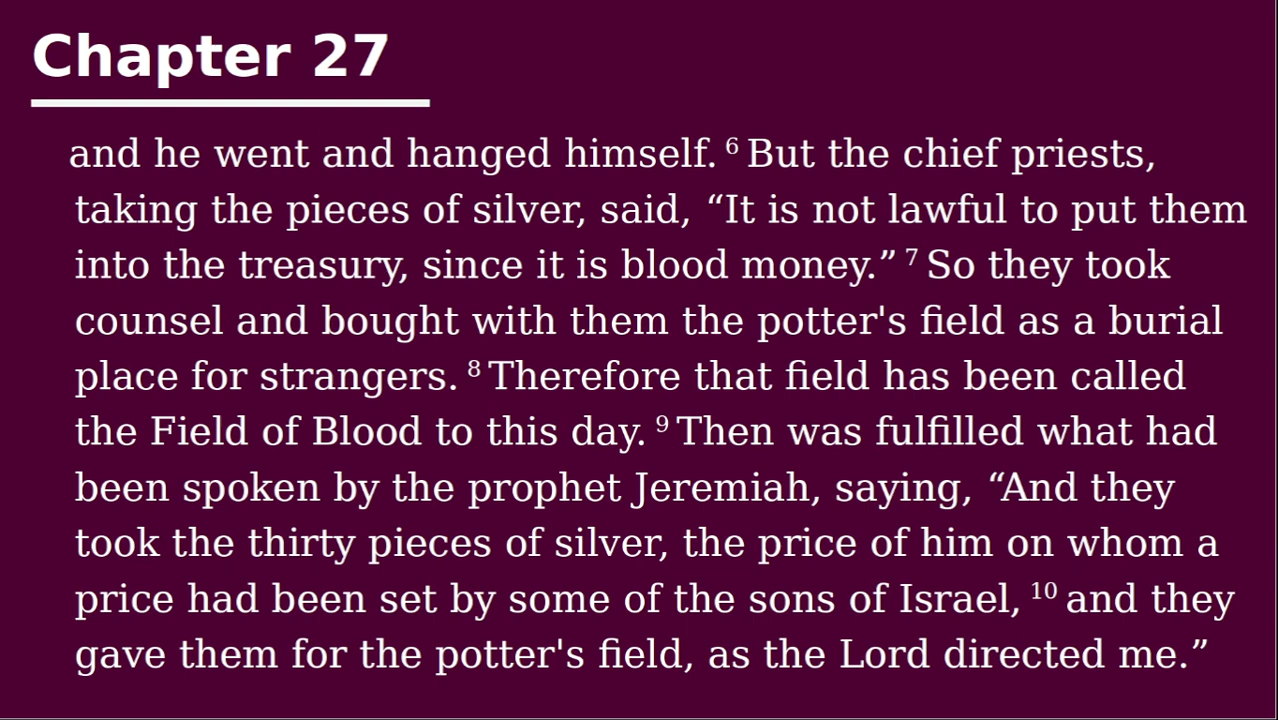 Chapter 27
and he went and hanged himself. 6 But the chief priests,
taking the pieces of silver, said, “It is not lawful to put them
into the treasury, since it is blood money.” 7 So they took
counsel and bought with them the potter's field as a burial
place for strangers. 8 Therefore that field has been called
the Field of Blood to this day. 9 Then was fulfilled what had
been spoken by the prophet Jeremiah, saying, “And they
took the thirty pieces of silver, the price of him on whom a
price had been set by some of the sons of Israel, 10 and they
gave them for the potter's field, as the Lord directed me.”